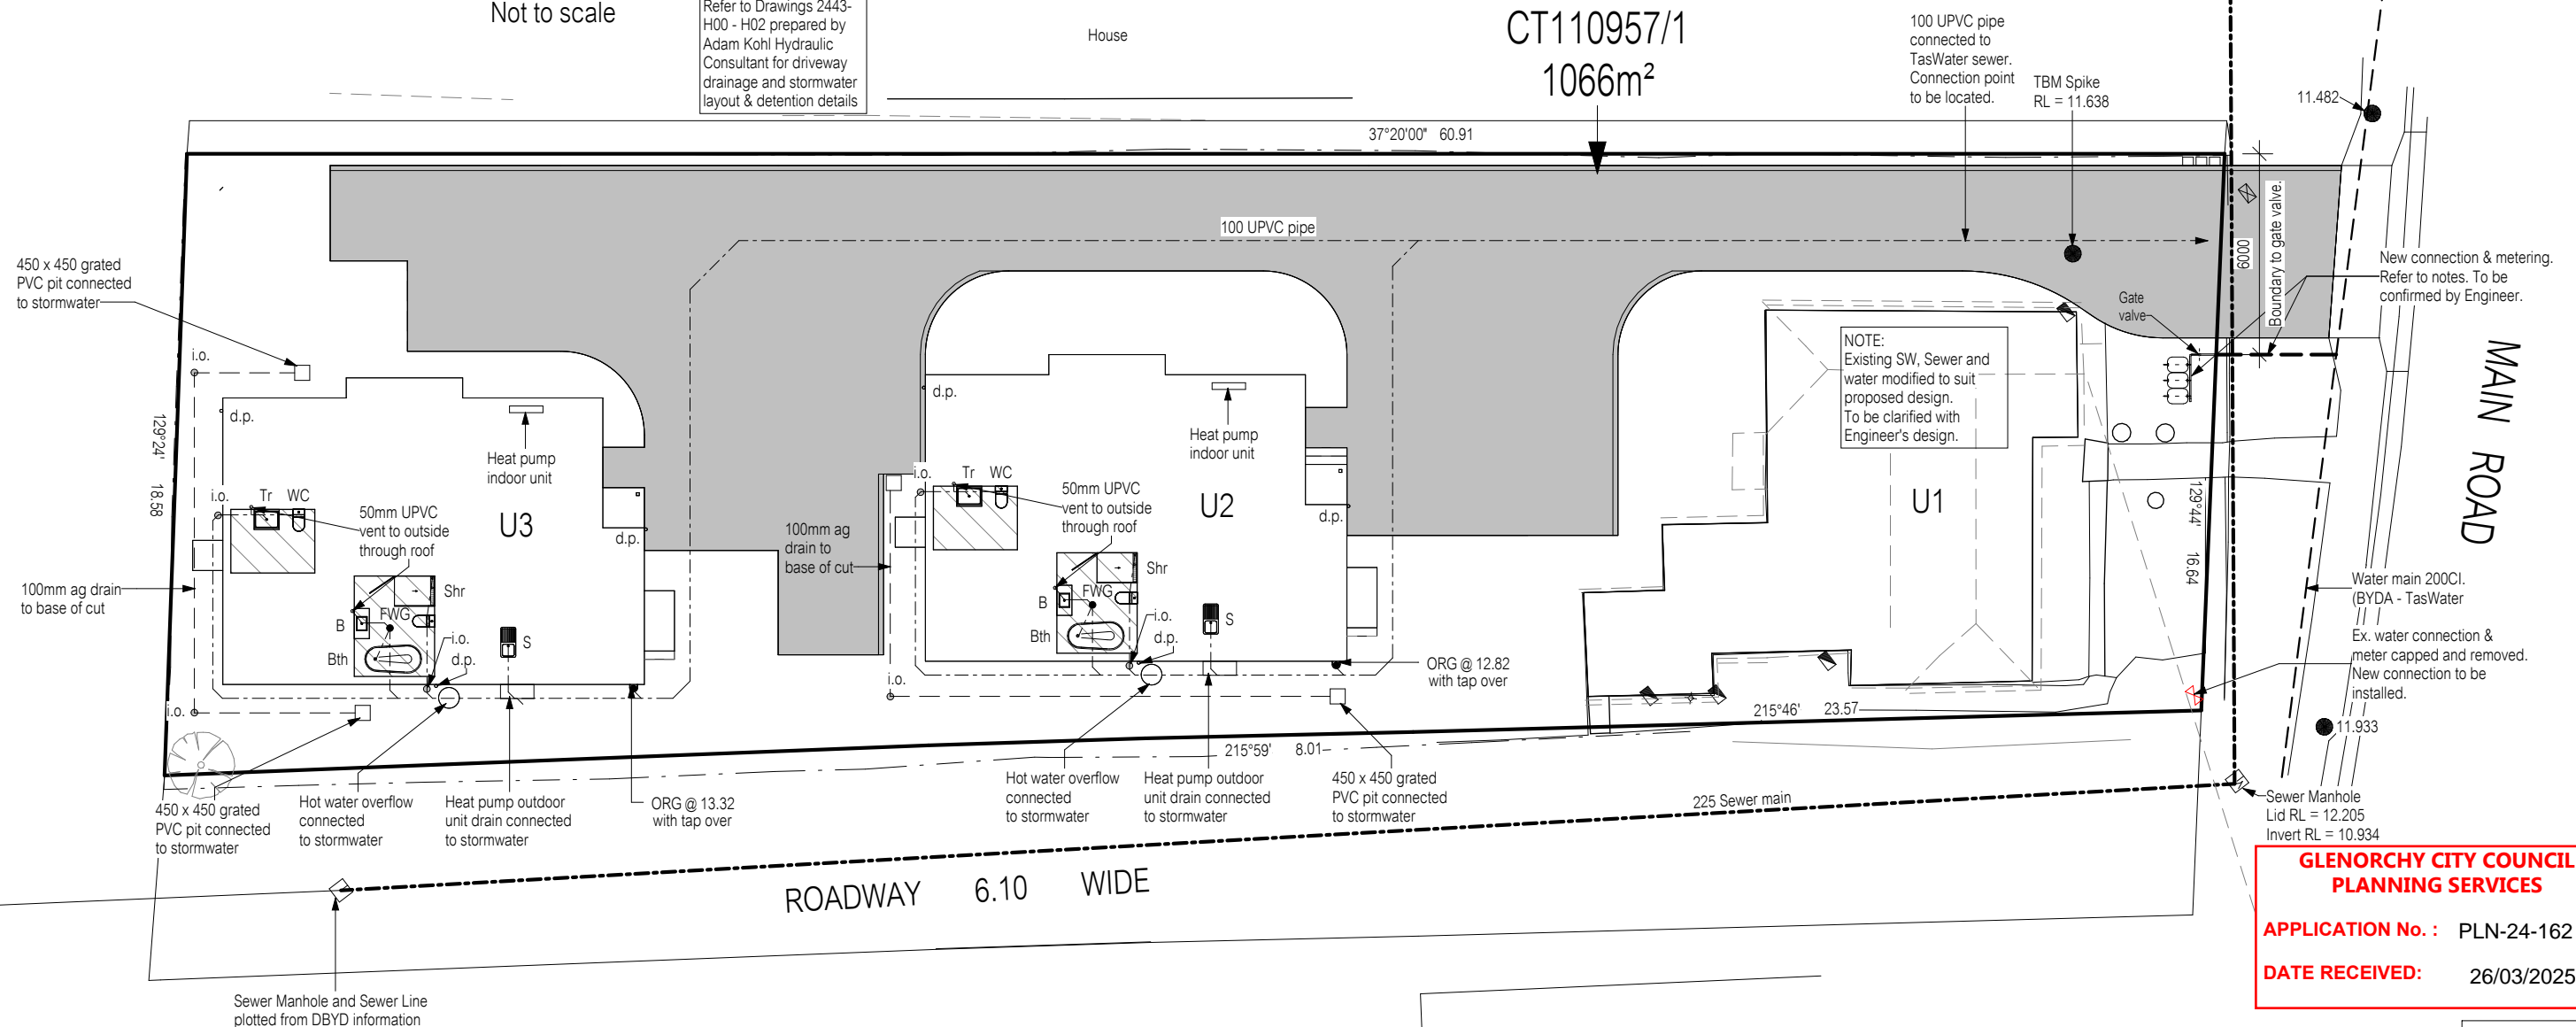 Not to scale
Refer to Drawings 2443-
H00 - H02 prepared by
Adam Kohl Hydraulic
Consultant for driveway
drainage and stormwater
layout & detention details
House
CT110957/1
1066m²
100 UPVC pipe
connected to
TasWater sewer.
Connection point
to be located.
TBM Spike
RL = 11.638
11.482
37°20'00" 60.91
100 UPVC pipe
6000
Boundary to gate valve.
New connection & metering.
Refer to notes. To be
confirmed by Engineer.
Gate
valve
450 x 450 grated
PVC pit connected
to stormwater
i.o.
d.p.
129°24' 18.58
Heat pump
indoor unit
i.o.
Tr
WC
50mm UPVC
vent to outside
through roof
U3
d.p.
Shr
FWG
B
Bth
i.o.
d.p.
S
100mm ag drain
to base of cut
i.o.
100mm ag
drain to
base of cut
d.p.
Heat pump
indoor unit
i.o.
Tr
WC
50mm UPVC
vent to outside
through roof
U2
d.p.
Shr
FWG
B
Bth
i.o.
d.p.
S
i.o.
ORG @ 12.82
with tap over
NOTE:
Existing SW, Sewer and
water modified to suit
proposed design.
To be clarified with
Engineer's design.
U1
129°44' 16.64
MAIN ROAD
Water main 200CI.
(BYDA - TasWater
Ex. water connection &
meter capped and removed.
New connection to be
installed.
11.933
215°46' 23.57
215°59' 8.01
450 x 450 grated
PVC pit connected
to stormwater
Hot water overflow
connected
to stormwater
Heat pump outdoor
unit drain connected
to stormwater
ORG @ 13.32
with tap over
Hot water overflow
connected
to stormwater
Heat pump outdoor
unit drain connected
to stormwater
450 x 450 grated
PVC pit connected
to stormwater
225 Sewer main
Sewer Manhole
Lid RL = 12.205
Invert RL = 10.934
ROADWAY 6.10 WIDE
Sewer Manhole and Sewer Line
plotted from DBYD information
GLENORCHY CITY COUNCIL
PLANNING SERVICES
APPLICATION No. : PLN-24-162
DATE RECEIVED: 26/03/2025